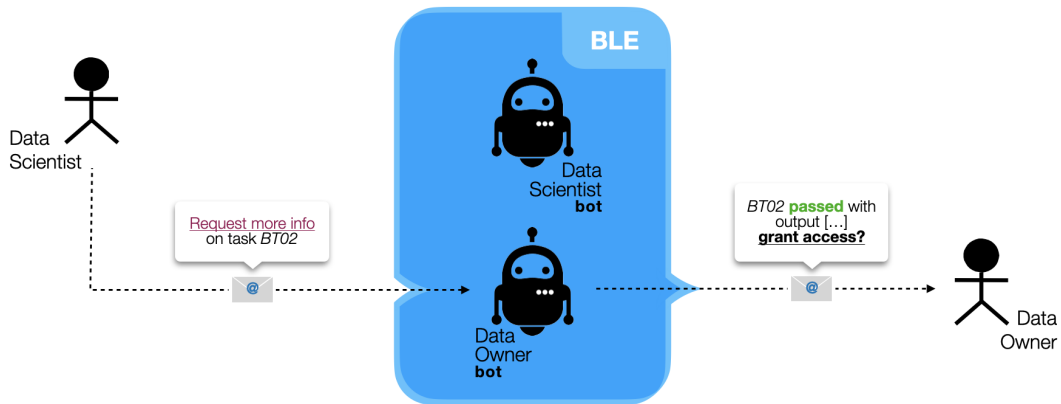 BLE
Data
Scientist
Data
Scientist
bot
Request more info
on task BT02
@
BT02 passed with
output [...]
grant access?
@
Data
Owner
bot
Data
Owner